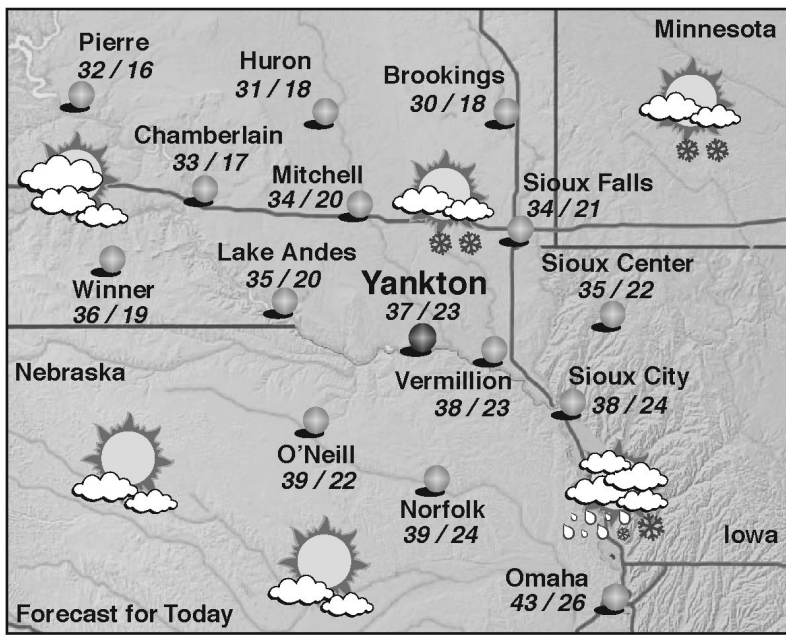 Pierre
32 / 16
Huron
31 / 18
Brookings
30 / 18
Minnesota
Chamberlain
33 / 17
Mitchell
34 / 20
Sioux Falls
34 / 21
Winner
36 / 19
Lake Andes
35 / 20
Yankton
37 / 23
Sioux Center
35 / 22
Nebraska
Vermillion
38 / 23
Sioux City
38 / 24
O'Neill
39 / 22
Norfolk
39 / 24
Iowa
Omaha
43 / 26
Forecast for Today